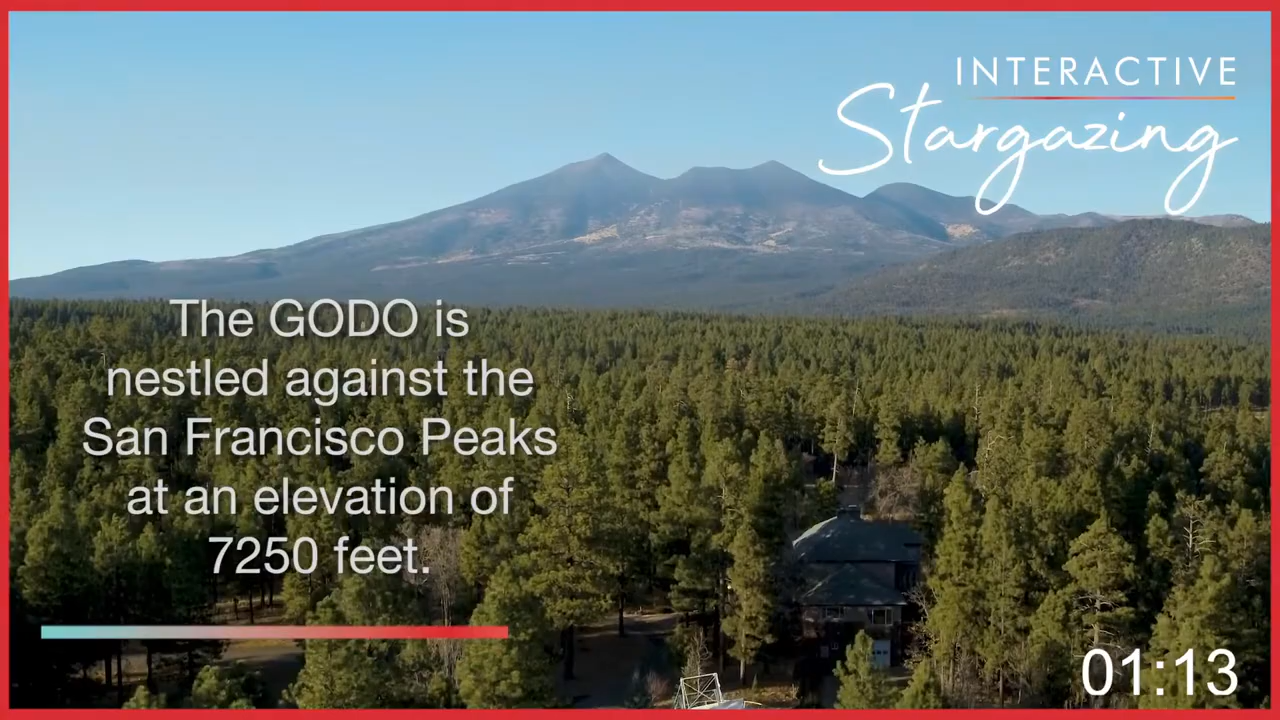 INTERACTIVE
Stargazing
The GODO is
nestled against the
San Francisco Peaks
at an elevation of
7250 feet.
01:13